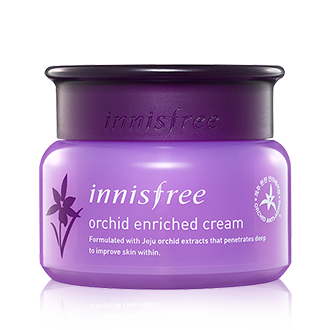 innisfree
innisfree
orchid enriched cream
Formulated with Jeju orchid extracts that penetrates deep
to improve skin within.